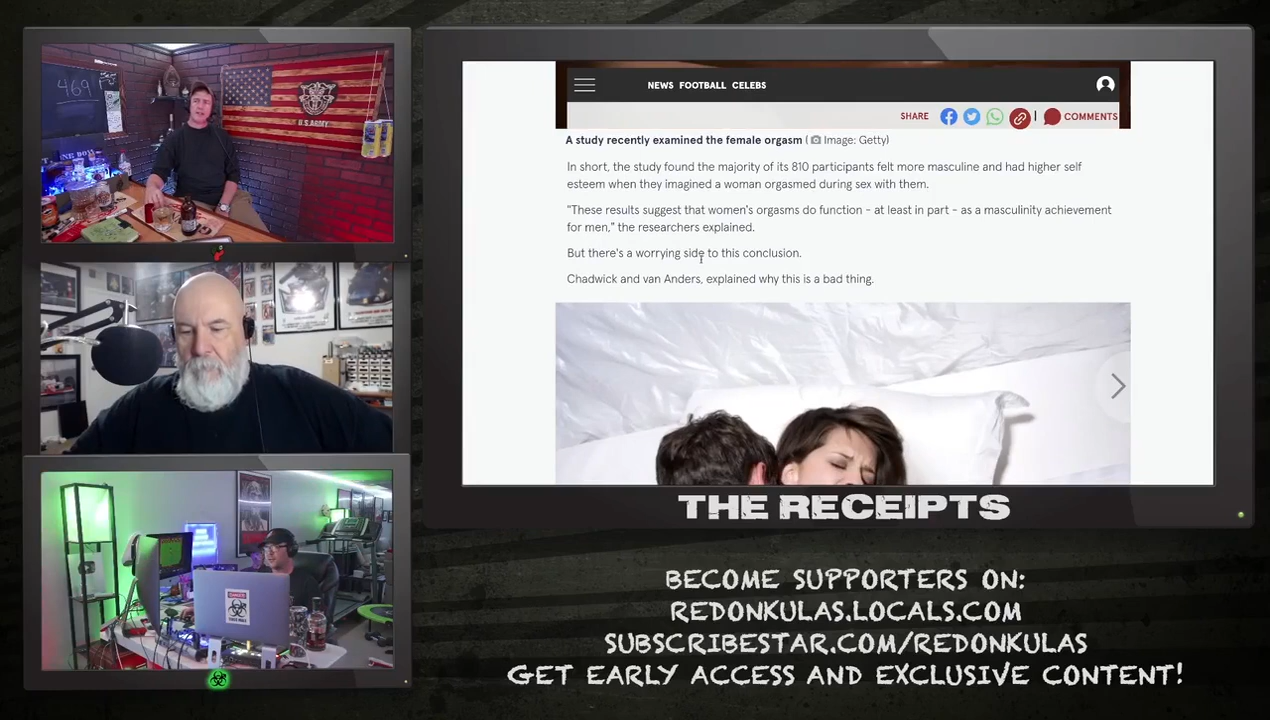 469
U.S. ARMY
NEWS FOOTBALL CELEBS
SHARE
COMMENTS
A study recently examined the female orgasm ( Image: Getty)
In short, the study found the majority of its 810 participants felt more masculine and had higher self
esteem when they imagined a woman orgasmed during sex with them.
"These results suggest that women's orgasms do function - at least in part - as a masculinity achievement
for men," the researchers explained.
But there's a worrying side to this conclusion.
Chadwick and van Anders, explained why this is a bad thing.
THE RECEIPTS
BECOME SUPPORTERS ON:
REDONKULAS.LOCALS.COM
SUBSCRIBESTAR.COM/REDONKULAS
GET EARLY ACCESS AND EXCLUSIVE CONTENT!